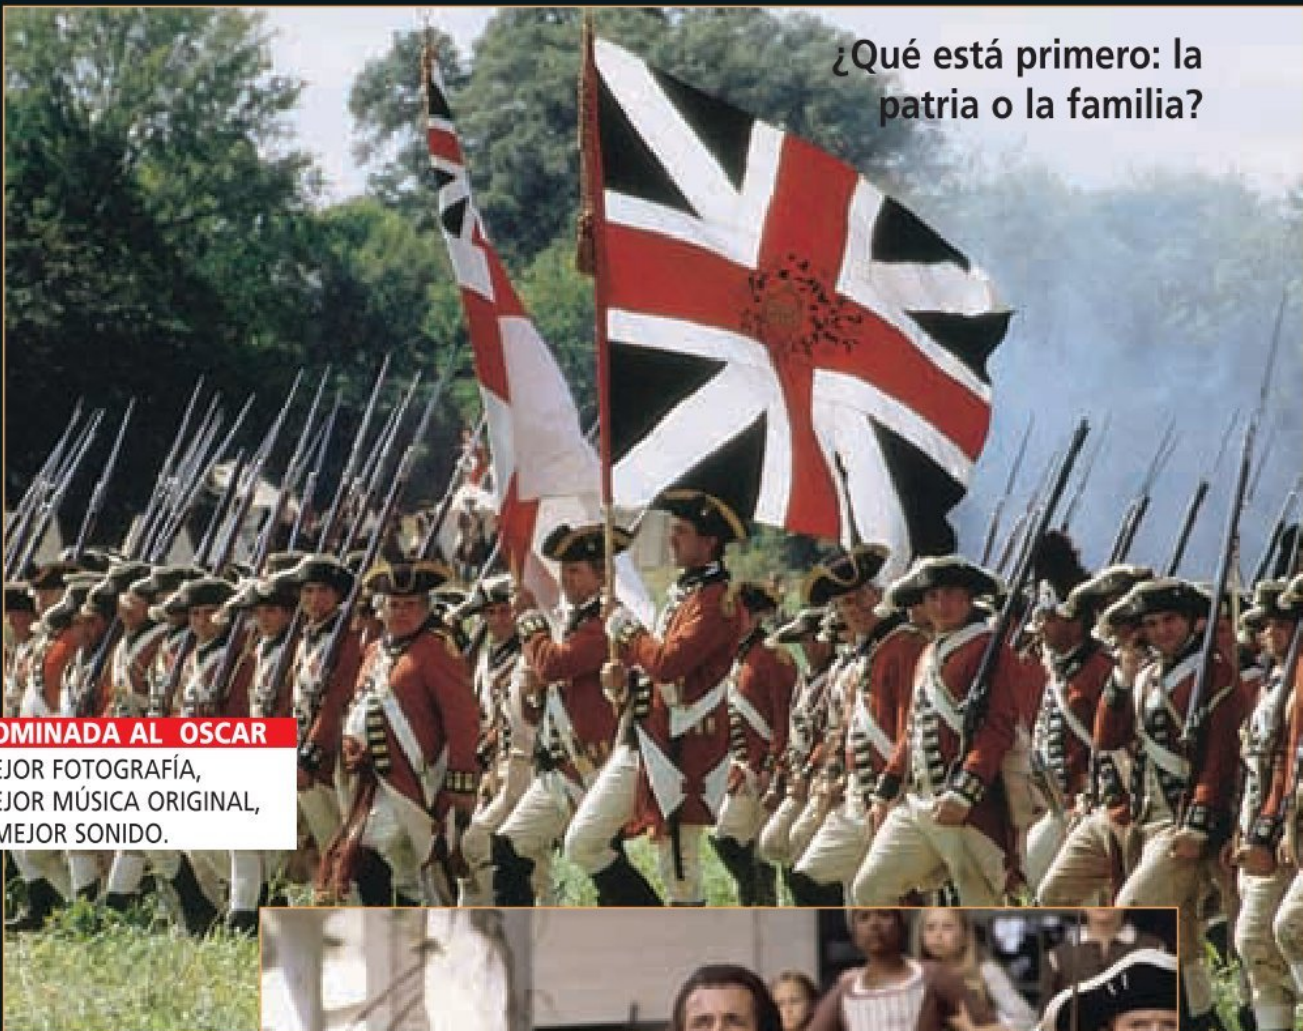 ¿Qué está primero: la
patria o la familia?
OMINADA AL OSCAR
EJOR FOTOGRAFÍA,
EJOR MÚSICA ORIGINAL,
MEJOR SONIDO.